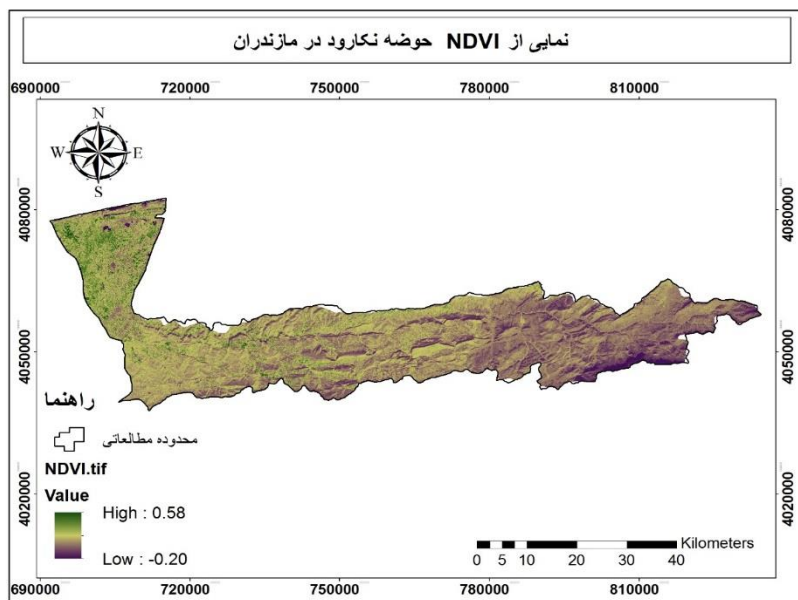 نمایی از NDVI حوضه نکارود در مازندران
690000 720000 750000 780000 810000
N
W E
S
4080000 4080000
4050000 4050000
راهنما
محدوده مطالعاتی
NDVI.tif
Value
High : 0.58
Low : -0.20
4020000 4020000
Kilometers
0 5 10 20 30 40
690000 720000 750000 780000 810000